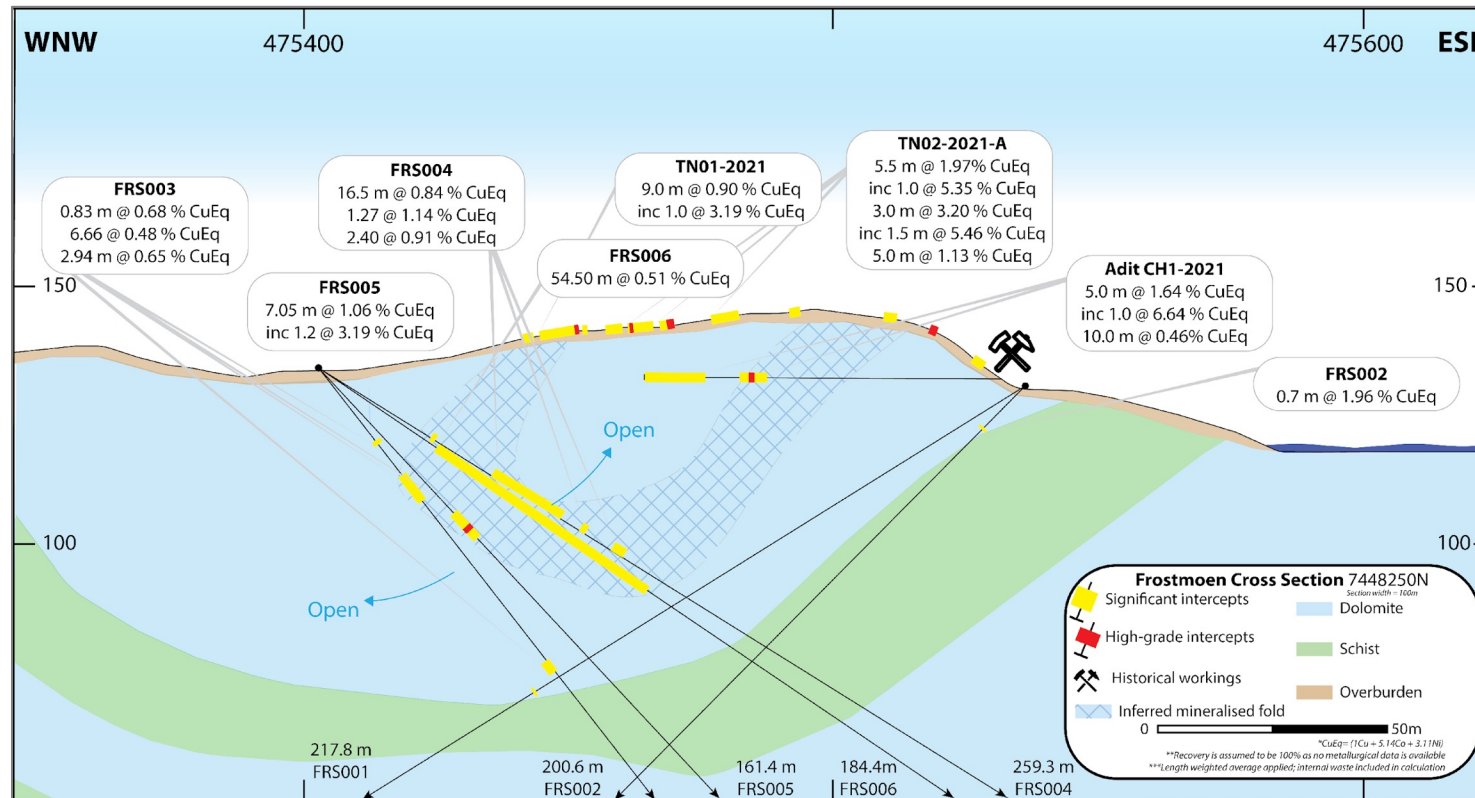 WNW
475400
475600
ESE
FRS003
0.83 m @ 0.68 % CuEq
6.66 @ 0.48 % CuEq
2.94 m @ 0.65 % CuEq
FRS004
16.5 m @ 0.84 % CuEq
1.27 @ 1.14 % CuEq
2.40 @ 0.91 % CuEq
TN01-2021
9.0 m @ 0.90 % CuEq
inc 1.0 @ 3.19 % CuEq
TN02-2021-A
5.5 m @ 1.97% CuEq
inc 1.0 @ 5.35 % CuEq
3.0 m @ 3.20 % CuEq
inc 1.5 m @ 5.46 % CuEq
5.0 m @ 1.13 % CuEq
FRS005
7.05 m @ 1.06 % CuEq
inc 1.2 @ 3.19 % CuEq
FRS006
54.50 m @ 0.51 % CuEq
Adit CH1-2021
5.0 m @ 1.64 % CuEq
inc 1.0 @ 6.64 % CuEq
10.0 m @ 0.46% CuEq
FRS002
0.7 m @ 1.96 % CuEq
150
150
100
100
Open
Open
217.8 m
FRS001
200.6 m
FRS002
161.4 m
FRS005
184.4m
FRS006
259.3 m
FRS004
Frostmoen Cross Section 7448250N
Section width = 100m
Significant intercepts
High-grade intercepts
Historical workings
Inferred mineralised fold
Dolomite
Schist
Overburden
0 50m
*CuEq= (1Cu + 5.14Co + 3.11Ni)
**Recovery is assumed to be 100% as no metallurgical data is available
***Length weighted average applied; internal waste included in calculation